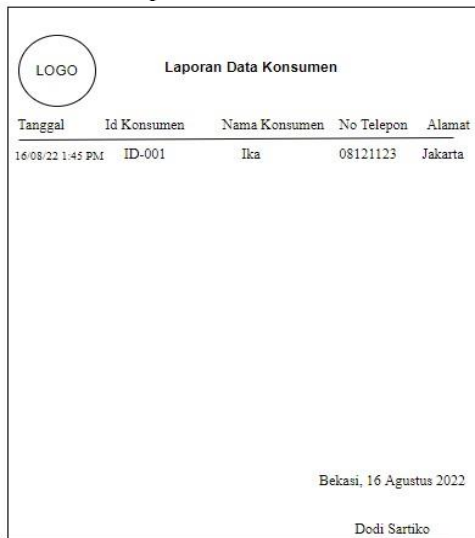 LOGO
Laporan Data Konsumen
Tanggal Id Konsumen Nama Konsumen No Telepon Alamat
16/08/22 1:45 PM ID-001 Ika 08121123 Jakarta
Bekasi, 16 Agustus 2022
Dodi Sartiko